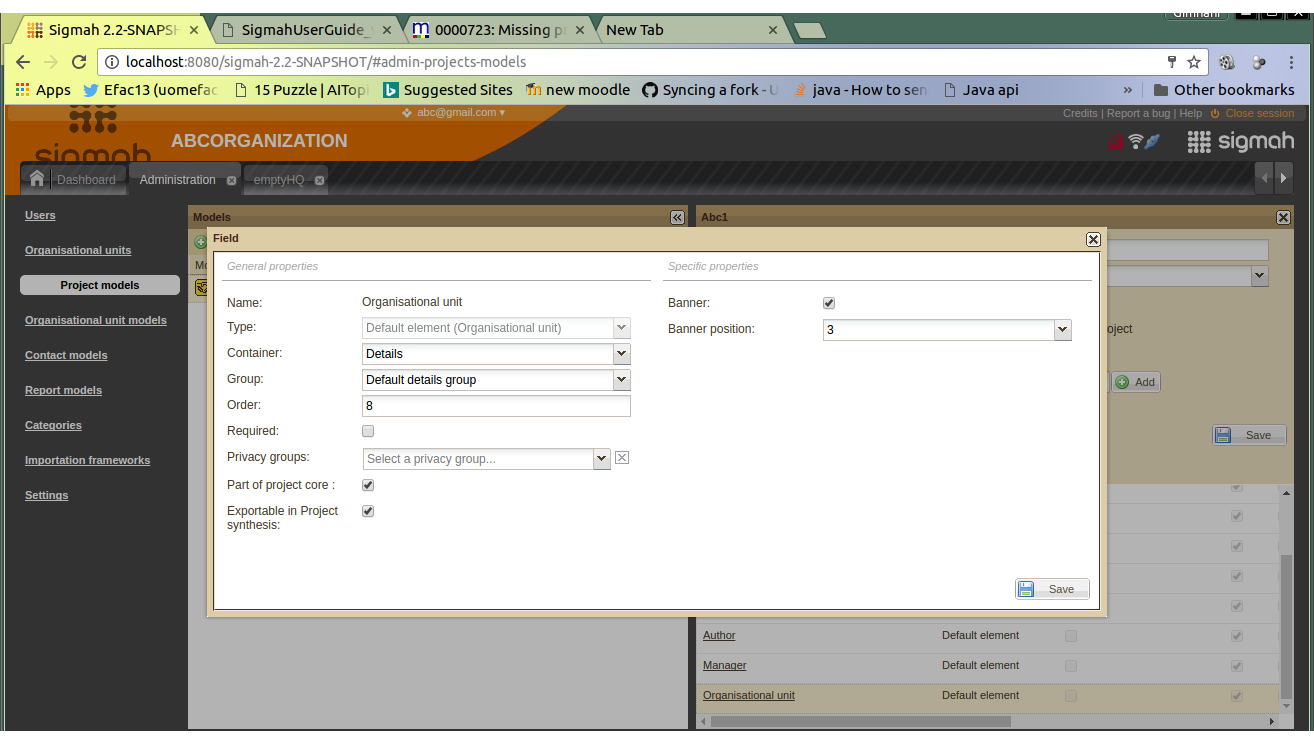 Sigmah 2.2-SNAPSH
SigmahUserGuide_
0000723: Missing p
New Tab
localhost:8080/sigmah-2.2-SNAPSHOT/#admin-projects-models
Apps
Efac13 (uomefac
15 Puzzle | AITopi
Suggested Sites
new moodle
Syncing a fork - U
java - How to sen
Java api
»
Other bookmarks
abc@gmail.com ▾
Credits | Report a bug | Help
Close session
ABCORGANIZATION
sigmah
sigmah
Dashboard
Administration
emptyHQ
Users
Organisational units
Project models
Organisational unit models
Contact models
Report models
Categories
Importation frameworks
Settings
Models
Abc1
Field
General properties
Specific properties
Name: Organisational unit
Type: Default element (Organisational unit)
Container: Details
Group: Default details group
Order: 8
Required:
Privacy groups: Select a privacy group...
Part of project core :
Exportable in Project
synthesis:
Banner:
Banner position: 3
Save
oject
Add
Save
Author Default element
Manager Default element
Organisational unit Default element